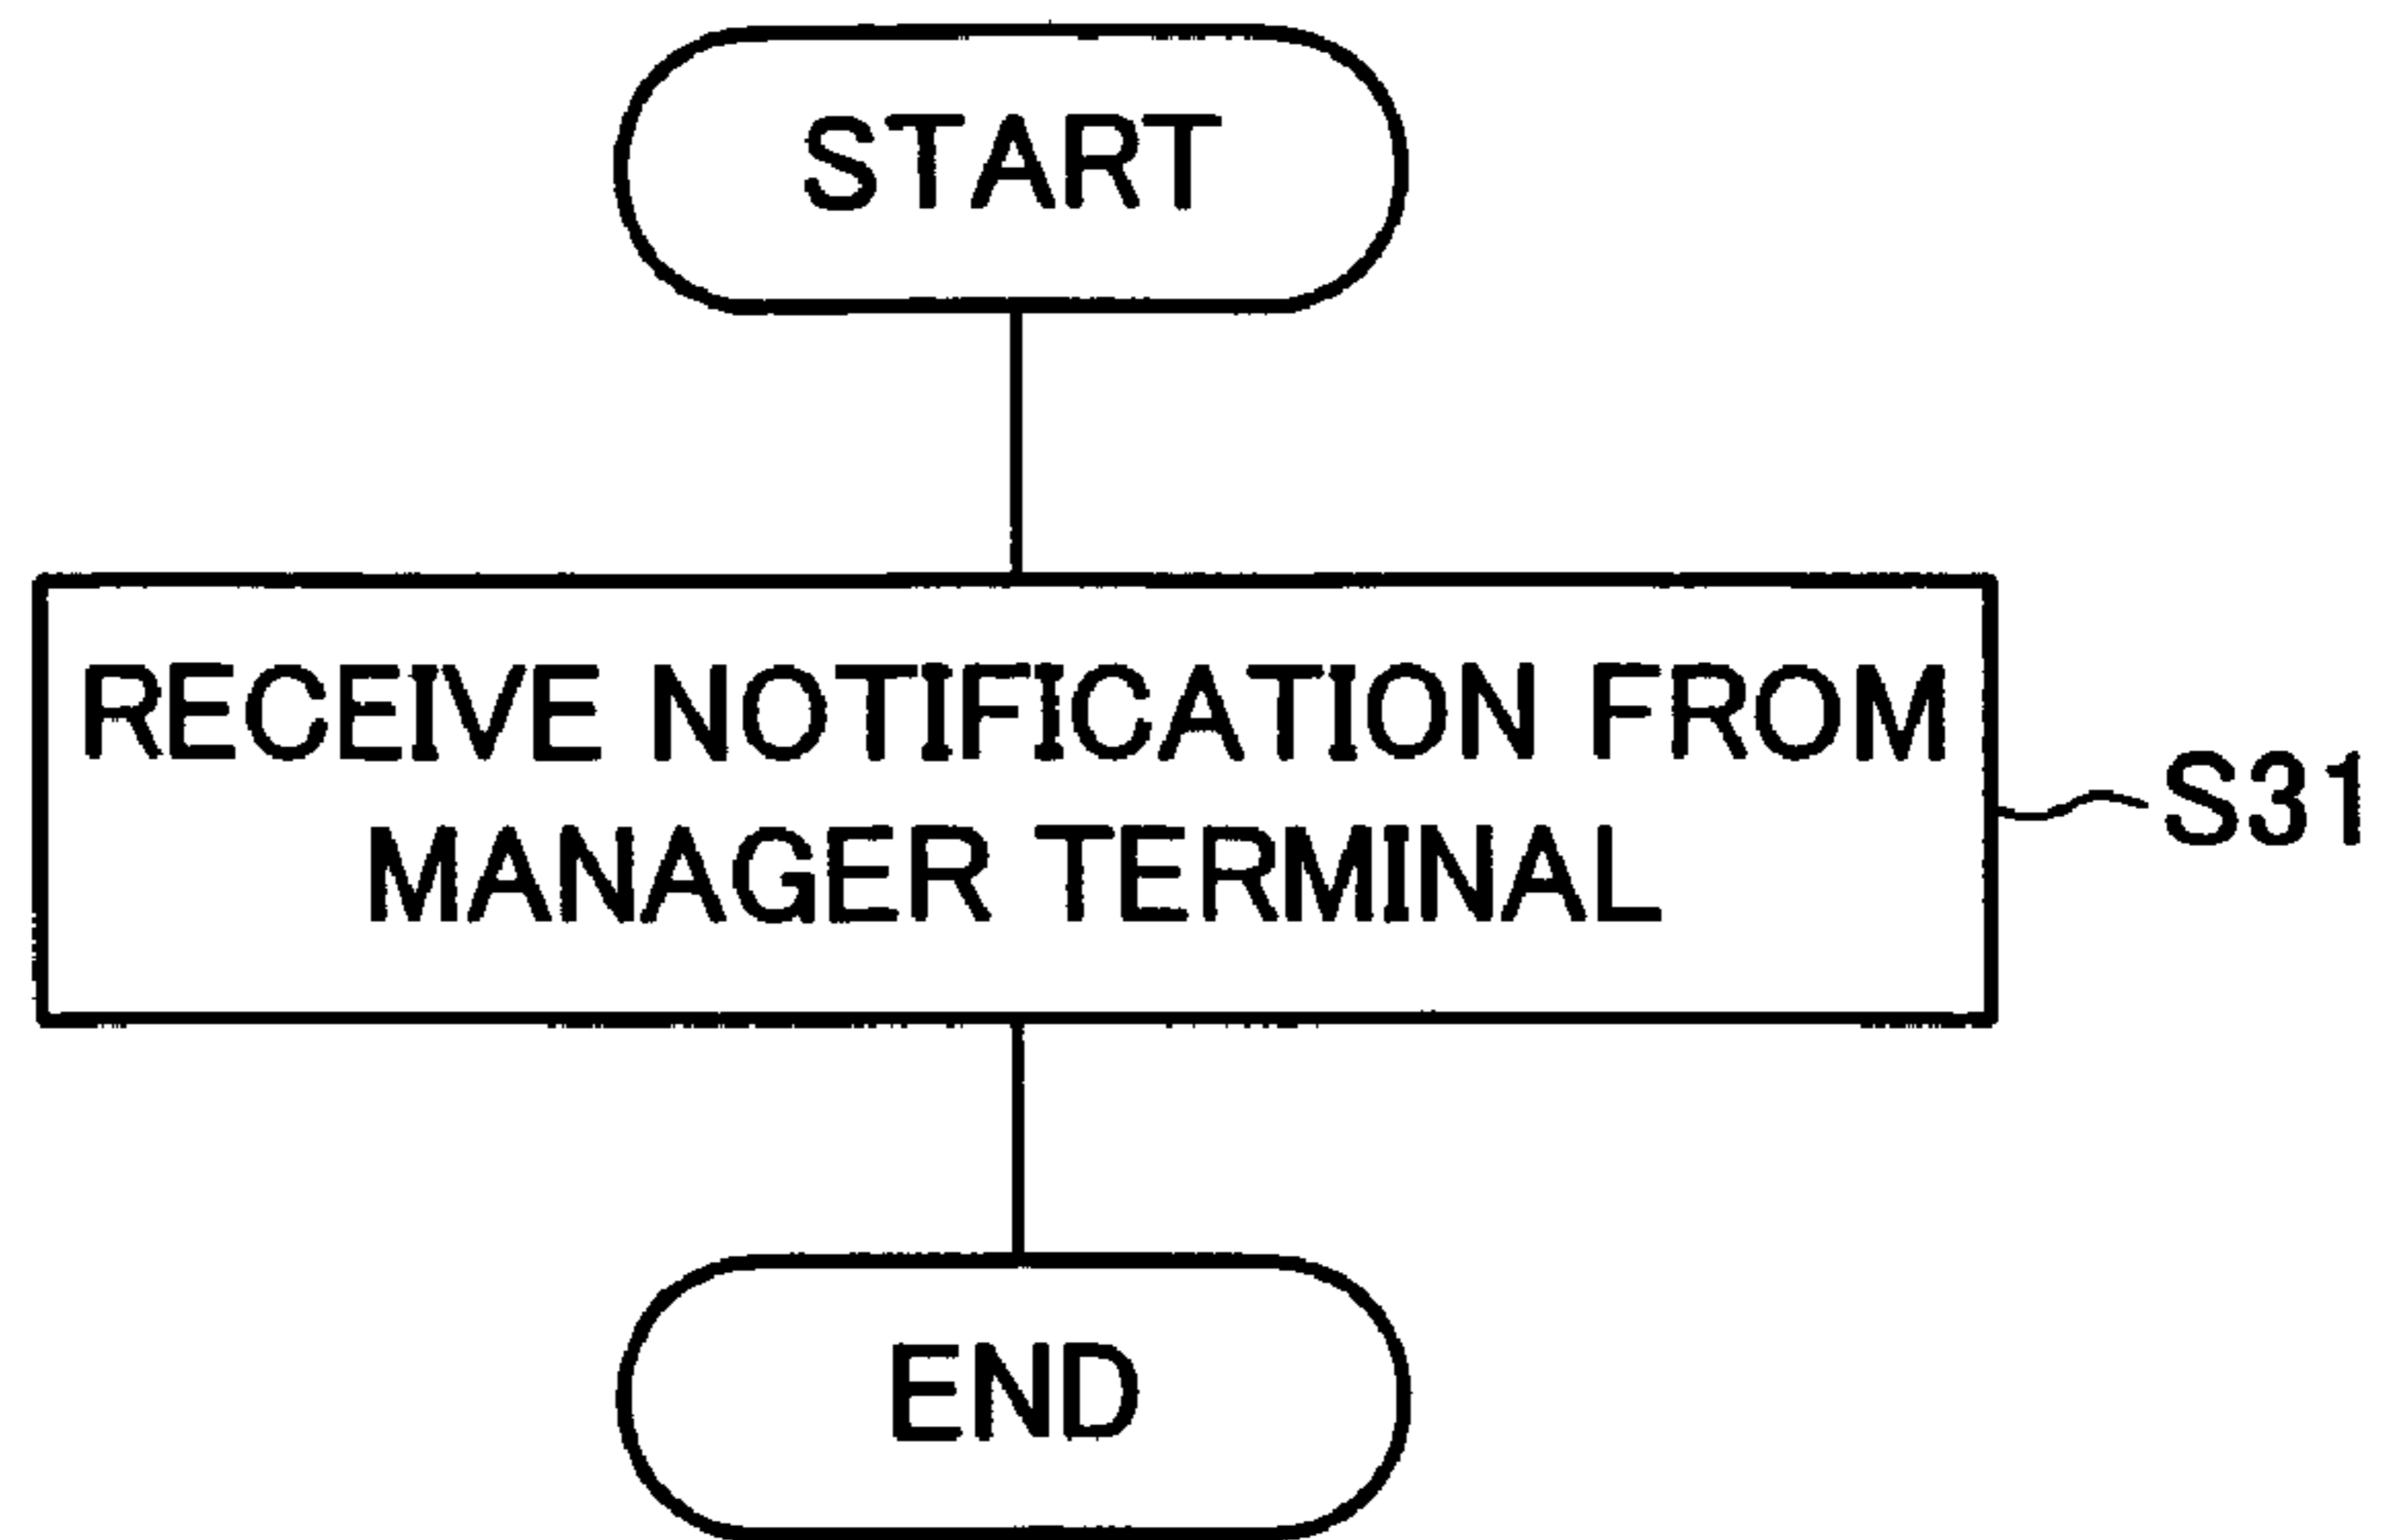 START
RECEIVE NOTIFICATION FROM
MANAGER TERMINAL
S31
END